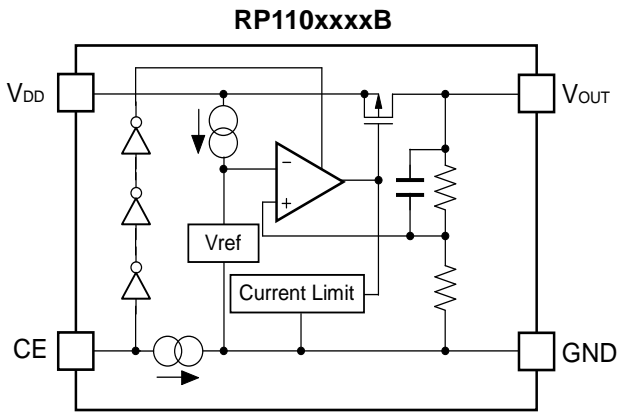 RP110xxxxB
VDD
VOUT
−
+
Vref
Current Limit
CE
GND